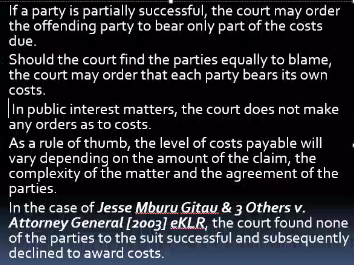 If a party is partially successful, the court may order
the offending party to bear only part of the costs
due.
Should the court find the parties equally to blame,
the court may order that each party bears its own
costs.
In public interest matters, the court does not make
any orders as to costs.
As a rule of thumb, the level of costs payable will
vary depending on the amount of the claim, the
complexity of the matter and the agreement of the
parties.
In the case of Jesse Mburu Gitau & 3 Others v.
Attorney General [2003] eKLR, the court found none
of the parties to the suit successful and subsequently
declined to award costs.